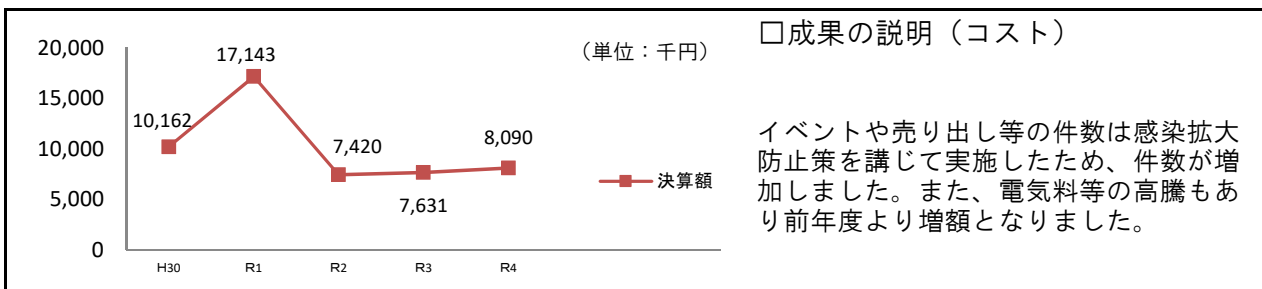 20,000
15,000
10,000
5,000
0
（単位：千円）
10,162
17,143
7,420
7,631
8,090
決算額
H30
R1
R2
R3
R4
□成果の説明（コスト）
イベントや売り出し等の件数は感染拡大
防止策を講じて実施したため、件数が増
加しました。また、電気料等の高騰もあ
り前年度より増額となりました。